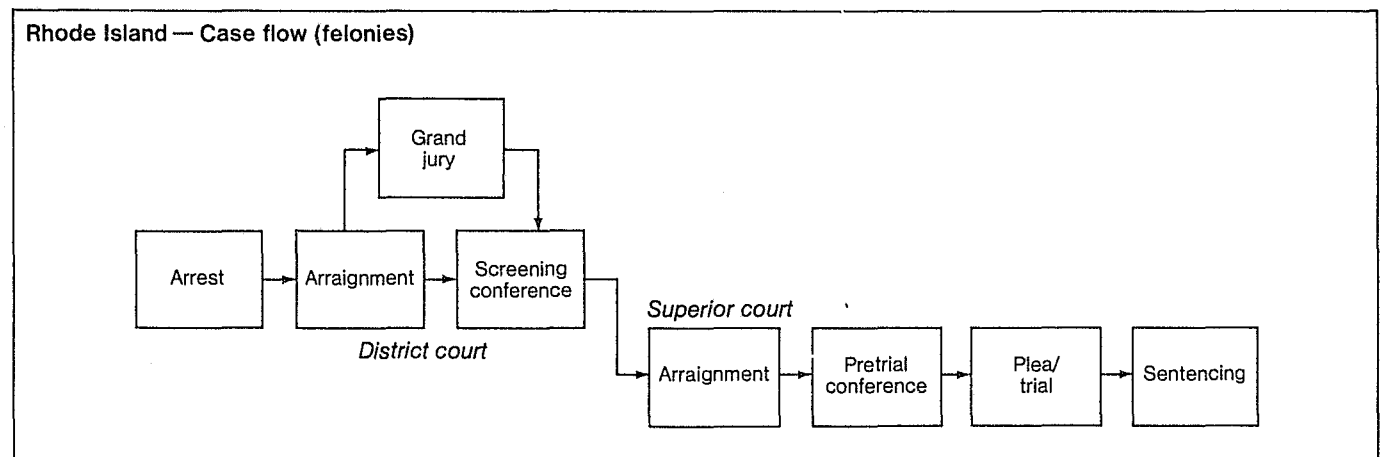 Rhode Island — Case flow (felonies)
Grand
jury
Arrest
Arraignment
Screening
conference
District court
Superior court
Arraignment
Pretrial
conference
Plea/
trial
Sentencing